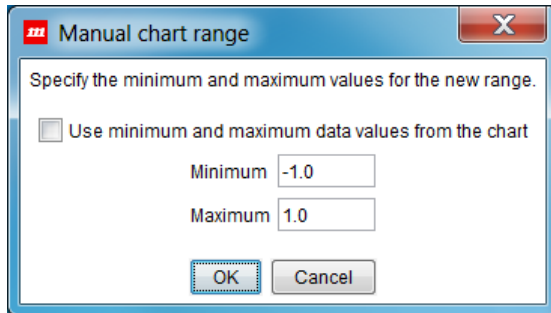 m Manual chart range X
Specify the minimum and maximum values for the new range.
Use minimum and maximum data values from the chart
Minimum -1.0
Maximum 1.0
OK Cancel